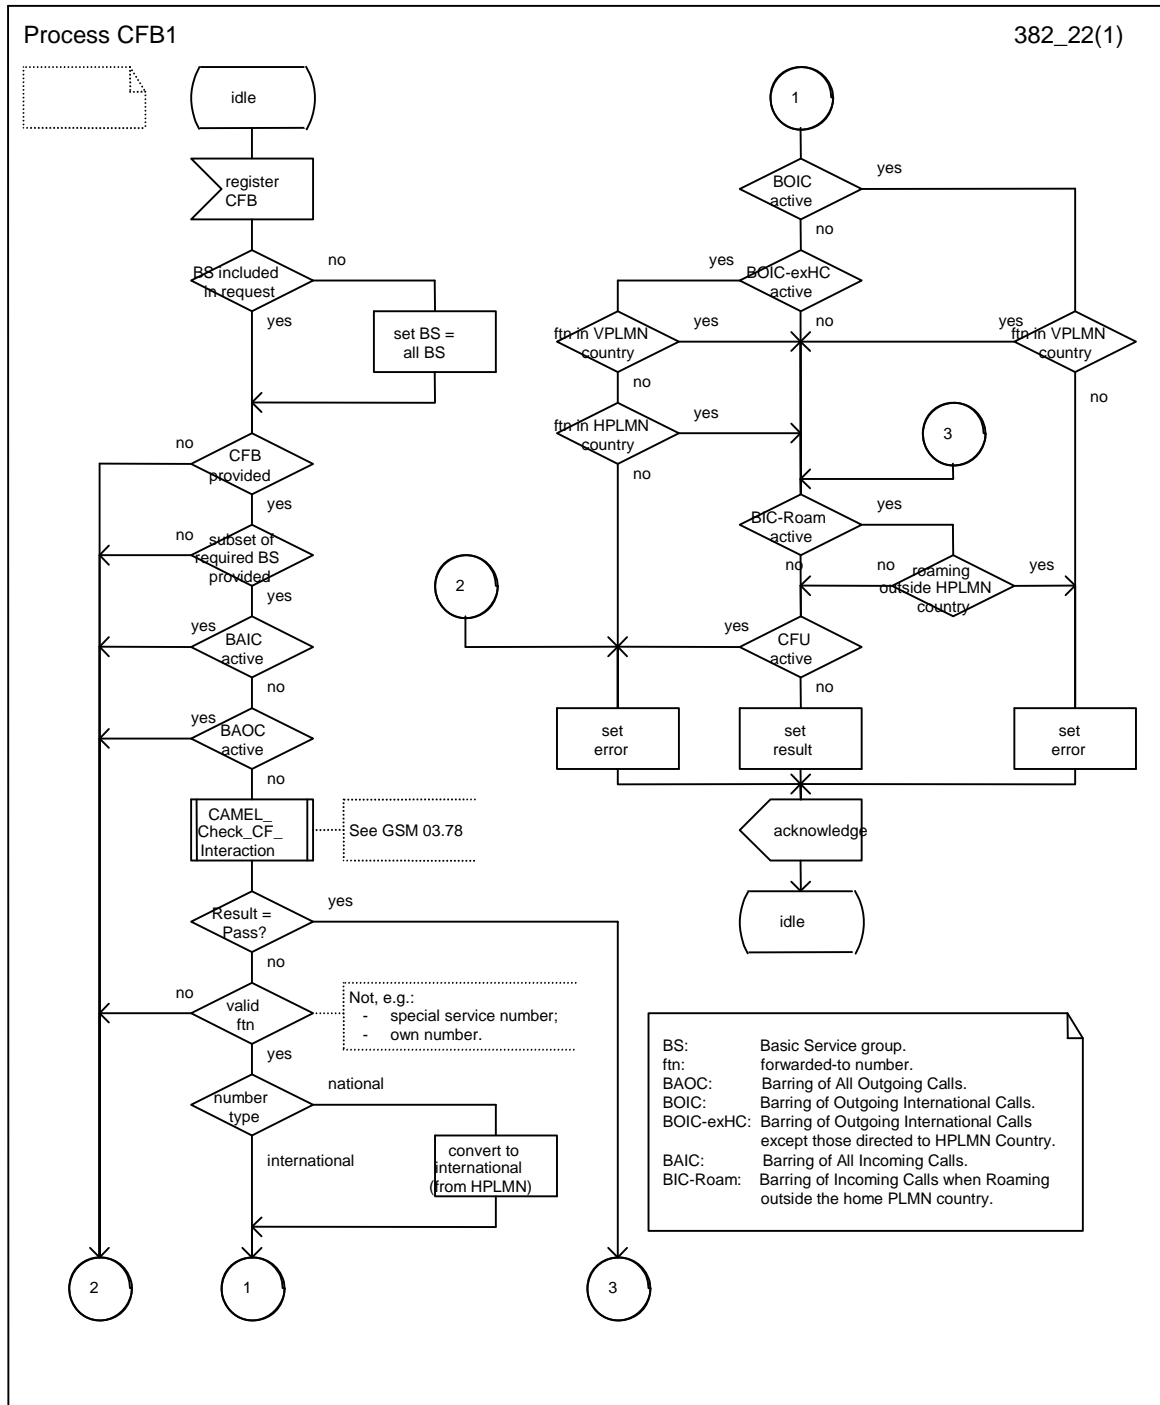 Process CFB1
382_22(1)
idle
register
CFB
BS included
in request
no
yes
set BS =
all BS
no
CFB
provided
yes
no
subset of
required BS
provided
yes
yes
BAIC
active
no
yes
BAOC
active
no
CAMEL_
Check_CF_
Interaction
See GSM 03.78
Result =
Pass?
yes
no
no
valid
ftn
Not, e.g.:
- special service number;
- own number.
yes
number
type
national
international
convert to
international
(from HPLMN)
2
1
3
1
BOIC
active
yes
no
yes
BOIC-exHC
active
no
ftn in VPLMN
country
yes
no
yes
ftn in VPLMN
country
no
ftn in HPLMN
country
yes
no
3
BIC-Roam
active
yes
no
no
roaming
outside HPLMN
country
yes
2
yes
CFU
active
no
set
error
set
result
set
error
acknowledge
idle
BS: Basic Service group.
ftn: forwarded-to number.
BAOC: Barring of All Outgoing Calls.
BOIC: Barring of Outgoing International Calls.
BOIC-exHC: Barring of Outgoing International Calls
except those directed to HPLMN Country.
BAIC: Barring of All Incoming Calls.
BIC-Roam: Barring of Incoming Calls when Roaming
outside the home PLMN country.